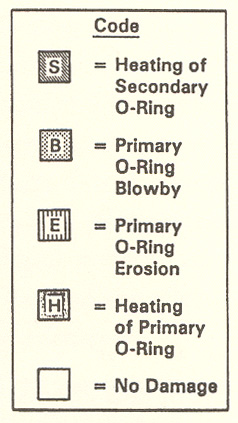 Code
S = Heating of
Secondary
O-Ring
B = Primary
O-Ring
Blowby
E = Primary
O-Ring
Erosion
H = Heating
of Primary
O-Ring
= No Damage